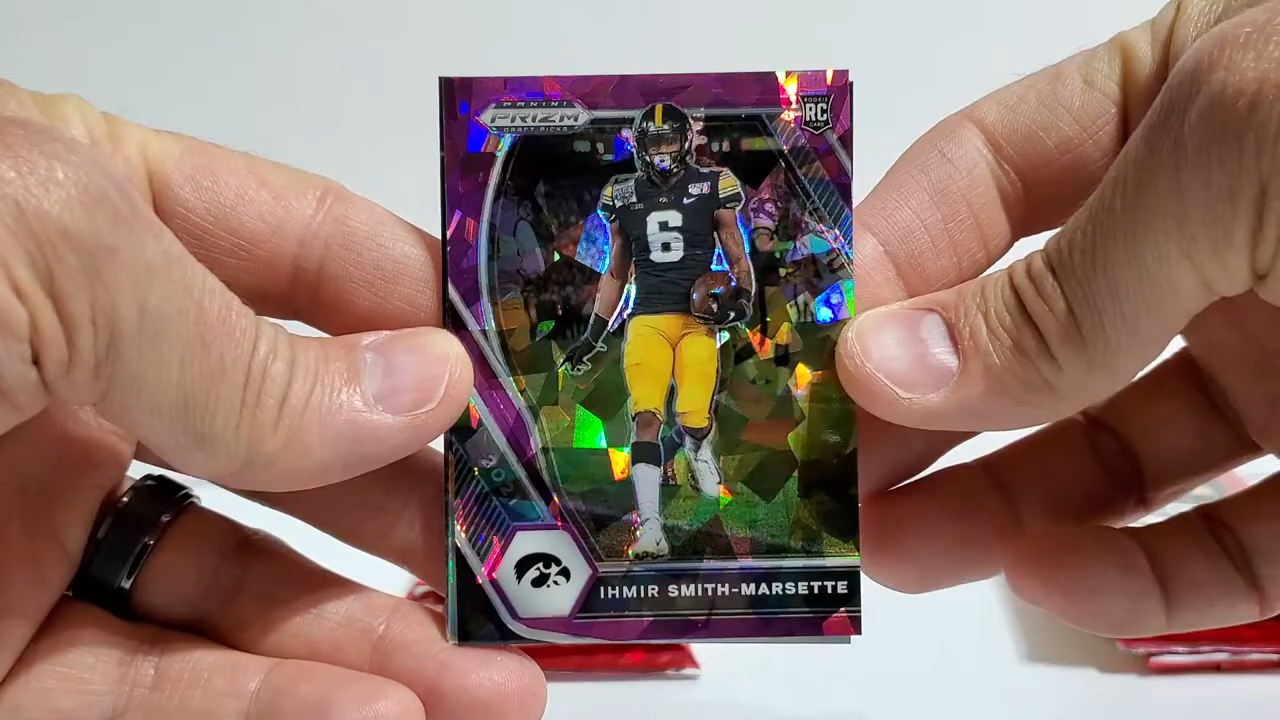 PANINI
PRIZM
DRAFT PICKS
ROOKIE
RC
CARD
6
IHMIR SMITH-MARSETTE